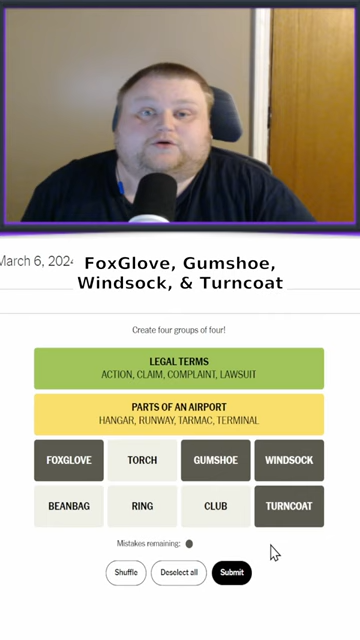 March 6, 2024
FoxGlove, Gumshoe,
Windsock, & Turncoat
Create four groups of four!
LEGAL TERMS
ACTION, CLAIM, COMPLAINT, LAWSUIT
PARTS OF AN AIRPORT
HANGAR, RUNWAY, TARMAC, TERMINAL
FOXGLOVE TORCH GUMSHOE WINDSOCK
BEANBAG RING CLUB TURNCOAT
Mistakes remaining:
Shuffle Deselect all Submit